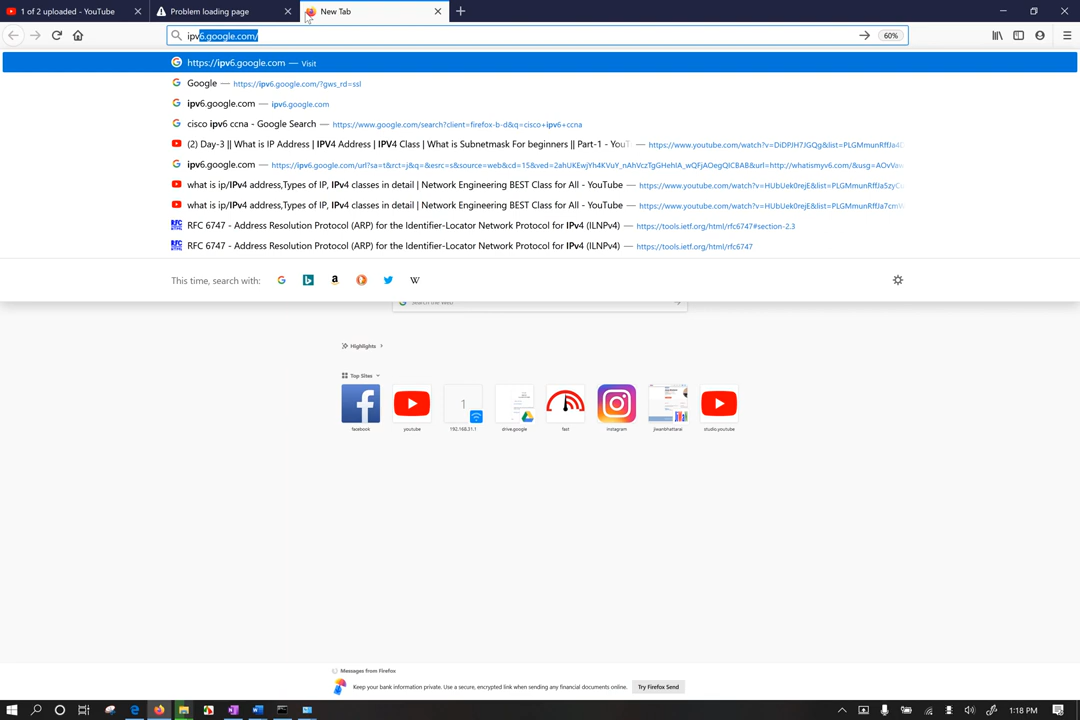 1 of 2 uploaded - YouTube
Problem loading page
New Tab
ipv6.google.com/
60%
https://ipv6.google.com — Visit
Google — https://ipv6.google.com/?gws_rd=ssl
ipv6.google.com — ipv6.google.com
cisco ipv6 ccna - Google Search — https://www.google.com/search?client=firefox-b-d&q=cisco+ipv6+ccna
(2) Day-3 || What is IP Address | IPV4 Address | IPV4 Class | What is Subnetmask For beginners || Part-1 - YouT
ipv6.google.com — 
what is ip/IPv4 address,Types of IP, IPv4 classes in detail | Network Engineering BEST Class for All - YouTube —
what is ip/IPv4 address,Types of IP, IPv4 classes in detail | Network Engineering BEST Class for All - YouTube —
RFC 6747 - Address Resolution Protocol (ARP) for the Identifier-Locator Network Protocol for IPv4 (ILNPv4) — https://tools.ietf.org/html/rfc6747#section-2.3
RFC 6747 - Address Resolution Protocol (ARP) for the Identifier-Locator Network Protocol for IPv4 (ILNPv4) — https://tools.ietf.org/html/rfc6747
This time, search with:
Search the Web
Highlights
Top Sites
facebook
youtube
1
192.168.31.1
drive.google
fast
instagram
jiwanbhattarai
studio.youtube
Messages from Firefox
Keep your bank information private. Use a secure, encrypted link when sending any financial documents online.
Try Firefox Send
1:18 PM